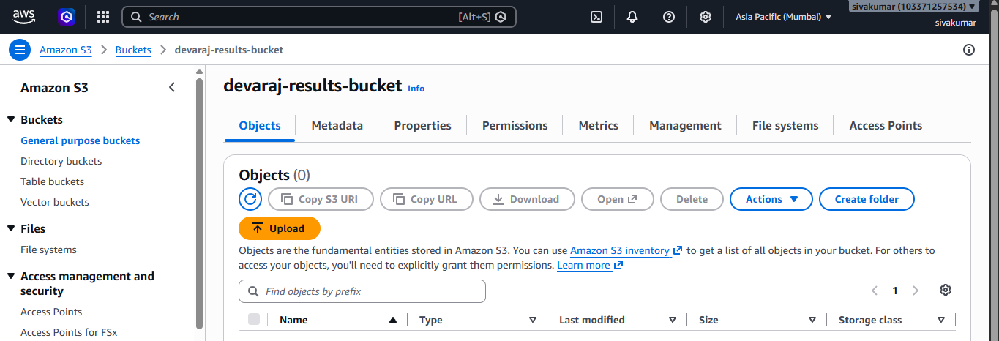 aws Search [Alt+S] Asia Pacific (Mumbai) sivakumar (103371257534)
sivakumar
Amazon S3 Buckets devaraj-results-bucket
Amazon S3
Buckets
General purpose buckets
Directory buckets
Table buckets
Vector buckets
Files
File systems
Access management and
security
Access Points
Access Points for FSx
devaraj-results-bucket Info
Objects Metadata Properties Permissions Metrics Management File systems Access Points
Objects (0)
Copy S3 URI Copy URL Download Open Delete Actions Create folder
Upload
Objects are the fundamental entities stored in Amazon S3. You can use Amazon S3 inventory to get a list of all objects in your bucket. For others to
access your objects, you'll need to explicitly grant them permissions. Learn more
Find objects by prefix 1
Name Type Last modified Size Storage class